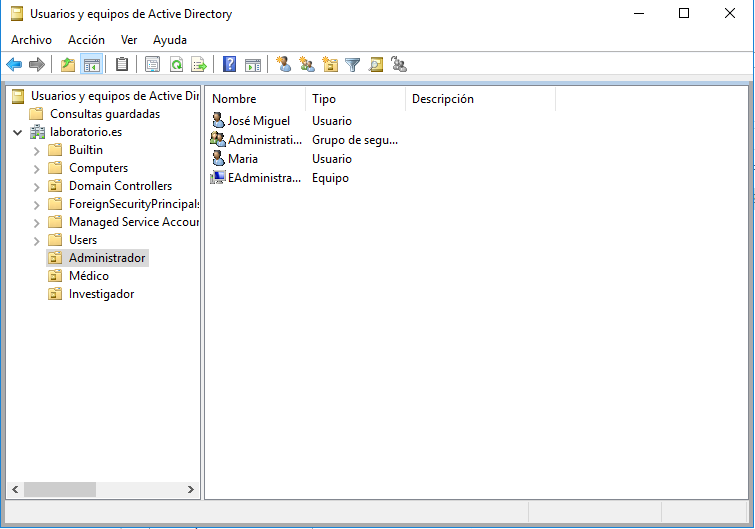 Usuarios y equipos de Active Directory
Archivo Acción Ver Ayuda
Usuarios y equipos de Active Dir
Consultas guardadas
laboratorio.es
Builtin
Computers
Domain Controllers
ForeignSecurityPrincipals
Managed Service Accour
Users
Administrador
Médico
Investigador
Nombre Tipo Descripción
José Miguel Usuario
Administrati... Grupo de segu...
Maria Usuario
EAdministra... Equipo